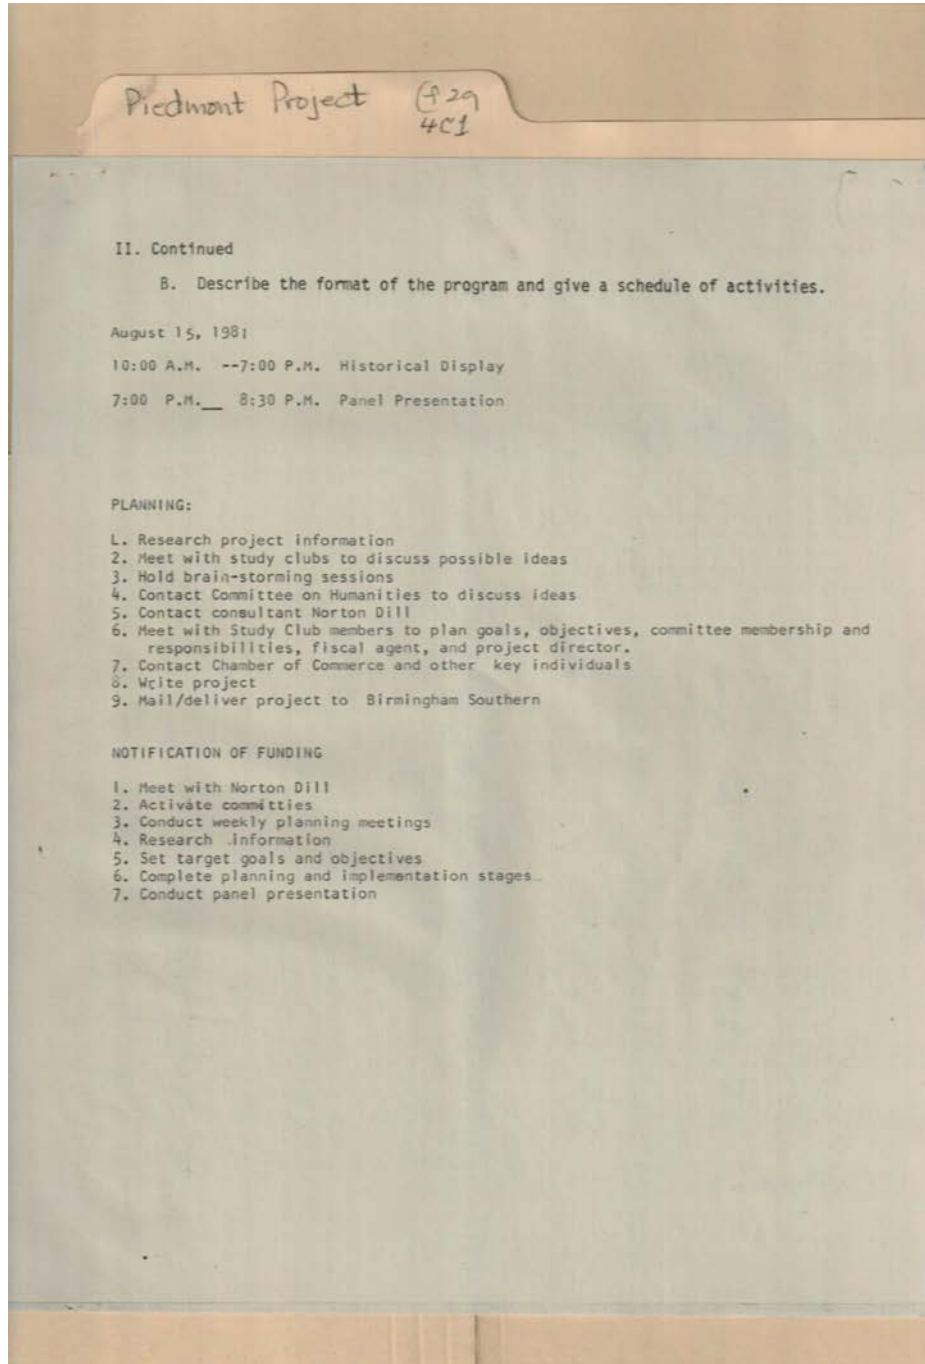 Piedmont Project
4C1
II. Continued
B. Describe the format of the program and give a schedule of activities.
August 15, 1981
10:00 A.M. --7:00 P.M. Historical Display
7:00 P.M.__ 8:30 P.M. Panel Presentation
PLANNING:
L. Research project information
2. Meet with study clubs to discuss possible ideas
3. Hold brain-storming sessions
4. Contact Committee on Humanities to discuss ideas
5. Contact consultant Norton Dill
6. Meet with Study Club members to plan goals, objectives, committee membership and
responsibilities, fiscal agent, and project director.
7. Contact Chamber of Commerce and other key individuals
8. Write project
9. Mail/deliver project to Birmingham Southern
NOTIFICATION OF FUNDING
1. Meet with Norton Dill
2. Activate committies
3. Conduct weekly planning meetings
4. Research information
5. Set target goals and objectives
6. Complete planning and implementation stages
7. Conduct panel presentation